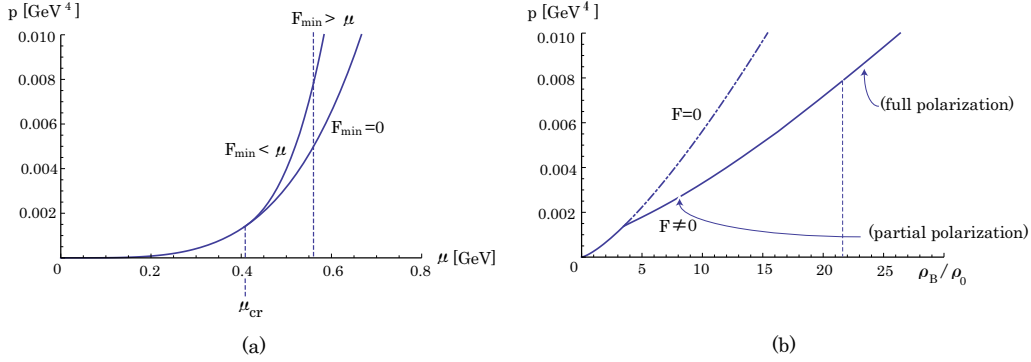 p [GeV⁴]
F_min > μ
0.010
0.008
0.006
0.004
0.002
F_min = 0
F_min < μ
0
0.2
0.4
0.6
0.8
μ [GeV]
μ_cr
(a)
p [GeV⁴]
0.010
0.008
0.006
0.004
0.002
0
F=0
(full polarization)
F≠0
(partial polarization)
0
5
10
15
20
25
ρ_B/ρ_0
(b)